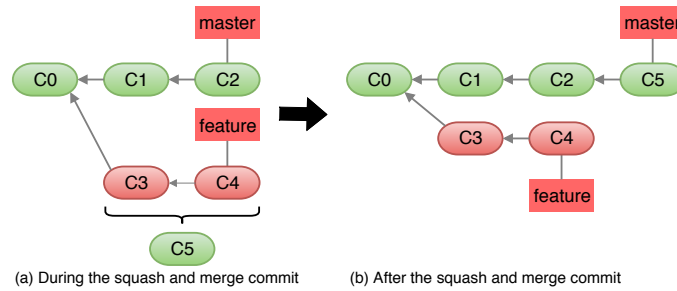 master
C0
C1
C2
feature
C3
C4
C5
(a) During the squash and merge commit
master
C0
C1
C2
C5
C3
C4
feature
(b) After the squash and merge commit